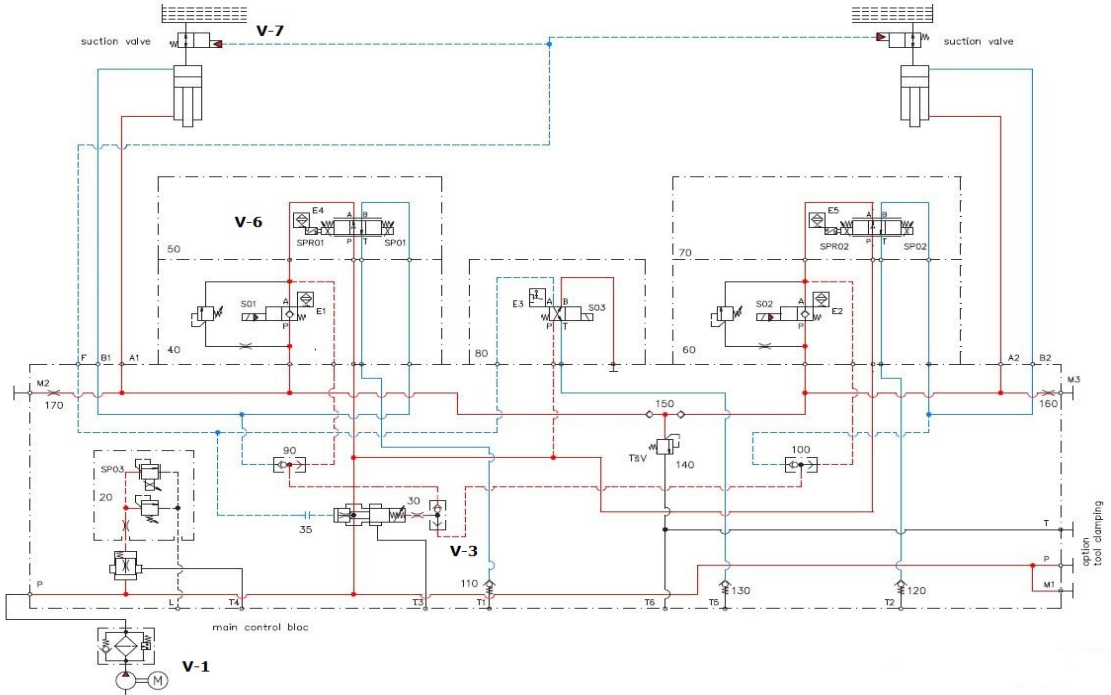 V-7
suction valve
suction valve
V-6
E4
A B
P T
SPR01
SP01
50
E5
A B
P T
SPR02
SP02
70
S01
A
P
E1
40
E3
A B
P T
S03
80
S02
A
P
E2
60
F
B1
A1
A2
B2
M2
170
M3
160
150
TšV
140
90
100
SP03
20
30
35
V-3
T
P
M1
option
tool clamping
110
130
120
P
L
T4
T3
T1
T6
T5
T2
main control bloc
V-1
M